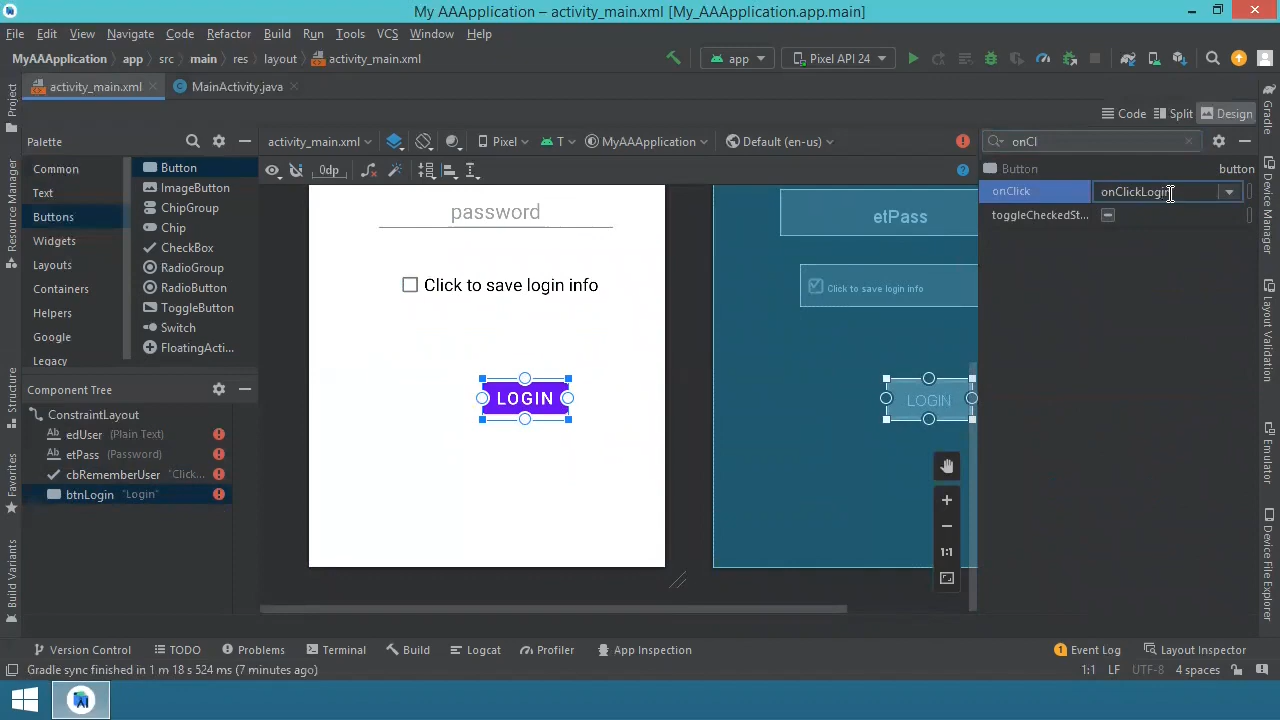 My AAApplication – activity_main.xml [My_AAApplication.app.main]
File Edit View Navigate Code Refactor Build Run Tools VCS Window Help
MyAAApplication app src main res layout activity_main.xml app Pixel API 24
activity_main.xml MainActivity.java
Code Split Design
Palette activity_main.xml Pixel T MyAAApplication Default (en-us) onCl
0dp
Common
Text
Buttons
Widgets
Layouts
Containers
Helpers
Google
Legacy
Button
ImageButton
ChipGroup
Chip
CheckBox
RadioGroup
RadioButton
ToggleButton
Switch
FloatingActi...
Component Tree
ConstraintLayout
Ab edUser (Plain Text)
Ab etPass (Password)
cbRememberUser "Click...
btnLogin "Login"
password
Click to save login info
LOGIN
etPass
Click to save login info
LOGIN
1:1
Button button
onClick onClickLogin
toggleCheckedSt...
Project
Resource Manager
Structure
Favorites
Build Variants
Gradle
Device Manager
Layout Validation
Emulator
Device File Explorer
Version Control TODO Problems Terminal Build Logcat Profiler App Inspection 1 Event Log Layout Inspector
Gradle sync finished in 1 m 18 s 524 ms (7 minutes ago) 1:1 LF UTF-8 4 spaces